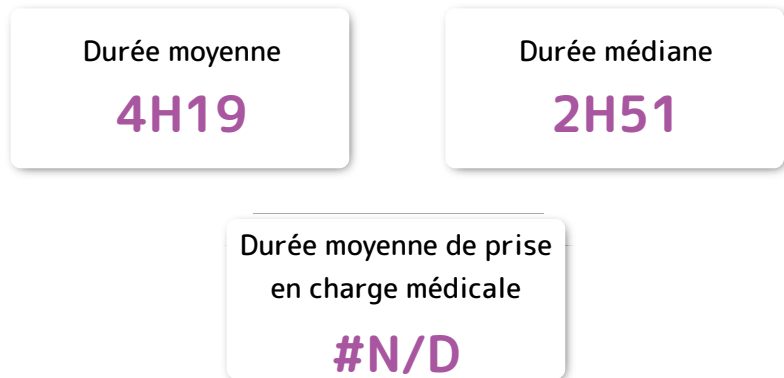 Durée moyenne
4H19
Durée médiane
2H51
Durée moyenne de prise
en charge médicale
#N/D